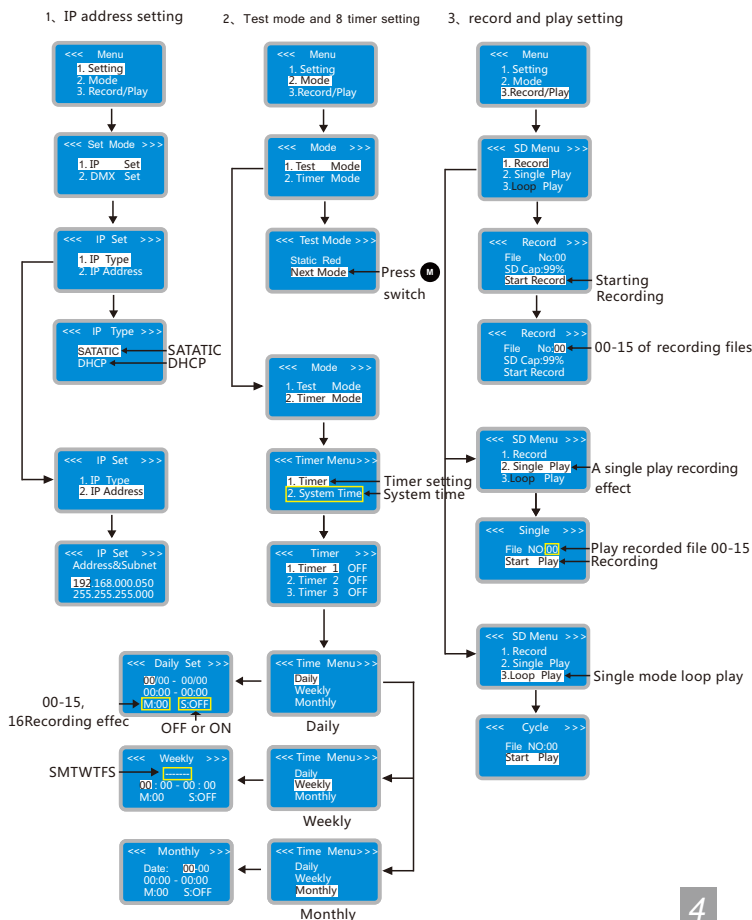 1、IP address setting
<<< Menu
1. Setting
2. Mode
3. Record/Play
<<< Set Mode >>>
1. IP Set
2. DMX Set
<<< IP Set >>>
1. IP Type
2. IP Address
<<< IP Type >>>
SATATIC
DHCP
SATATIC
DHCP
<<< IP Set >>>
1. IP Type
2. IP Address
<<< IP Set >>>
Address&Subnet
192.168.000.050
255.255.255.000
2、Test mode and 8 timer setting
<<< Menu
1. Setting
2. Mode
3.Record/Play
<<< Mode >>>
1. Test Mode
2. Timer Mode
<<< Test Mode >>>
Static Red
Next Mode
Press M
switch
<<< Mode >>>
1. Test Mode
2. Timer Mode
<<< Timer Menu>>>
1. Timer
2. System Time
Timer setting
System time
<<< Timer >>>
1. Timer 1 OFF
2. Timer 2 OFF
3. Timer 3 OFF
<<< Time Menu>>>
Daily
Weekly
Monthly
Daily
<<< Daily Set >>>
00/00 - 00/00
00:00 - 00:00
M:00 S:OFF
00-15,
16Recording effec
OFF or ON
<<< Time Menu>>>
Daily
Weekly
Monthly
Weekly
<<< Weekly >>>
-------
00 : 00 - 00 : 00
M:00 S:OFF
SMTWTFS
<<< Time Menu>>>
Daily
Weekly
Monthly
Monthly
<<< Monthly >>>
Date: 00-00
00:00 - 00:00
M:00 S:OFF
3、record and play setting
<<< Menu
1. Setting
2. Mode
3.Record/Play
<<< SD Menu >>>
1. Record
2. Single Play
3.Loop Play
<<< Record >>>
File No:00
SD Cap:99%
Start Record
Starting
Recording
<<< Record >>>
File No:00
SD Cap:99%
Start Record
00-15 of recording files
<<< SD Menu >>>
1. Record
2. Single Play
3.Loop Play
A single play recording
effect
<<< Single >>>
File NO:00
Start Play
Play recorded file 00-15
Recording
<<< SD Menu >>>
1. Record
2. Single Play
3.Loop Play
Single mode loop play
<<< Cycle >>>
File NO:00
Start Play
4